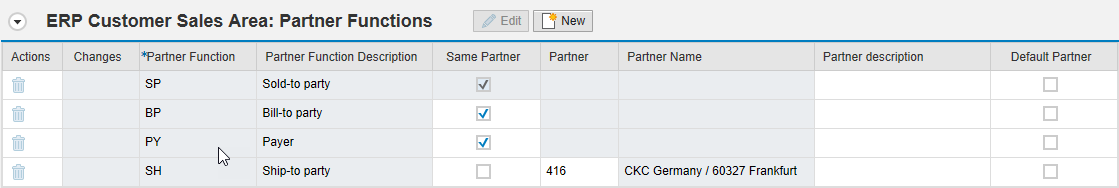 ERP Customer Sales Area: Partner Functions Edit New
Actions Changes *Partner Function Partner Function Description Same Partner Partner Partner Name Partner description Default Partner
SP Sold-to party
BP Bill-to party
PY Payer
SH Ship-to party 416 CKC Germany / 60327 Frankfurt